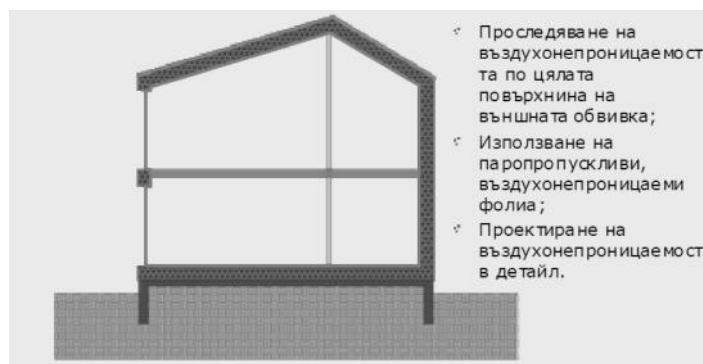 Проследяване на
въздухонепроницаемост
та по цялата
повърхнина на
външната обвивка;
Използване на
паропропускливи,
въздухонепроницаеми
фолиа;
Проектиране на
въздухонепроницаемост
в детайл.